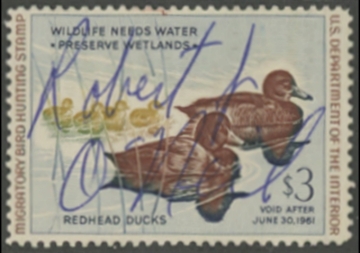 WILDLIFE NEEDS WATER
• PRESERVE WETLANDS •
MIGRATORY BIRD HUNTING STAMP
U.S. DEPARTMENT OF THE INTERIOR
Robert J.
$3
REDHEAD DUCKS
VOID AFTER
JUNE 30, 1961